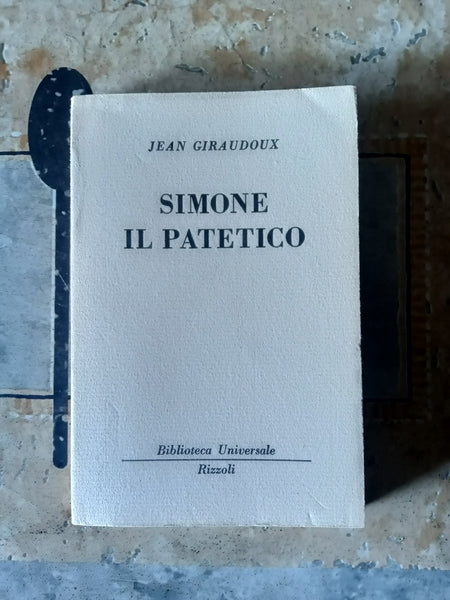 JEAN GIRAUDOUX
SIMONE
IL PATETICO
Biblioteca Universale
Rizzoli